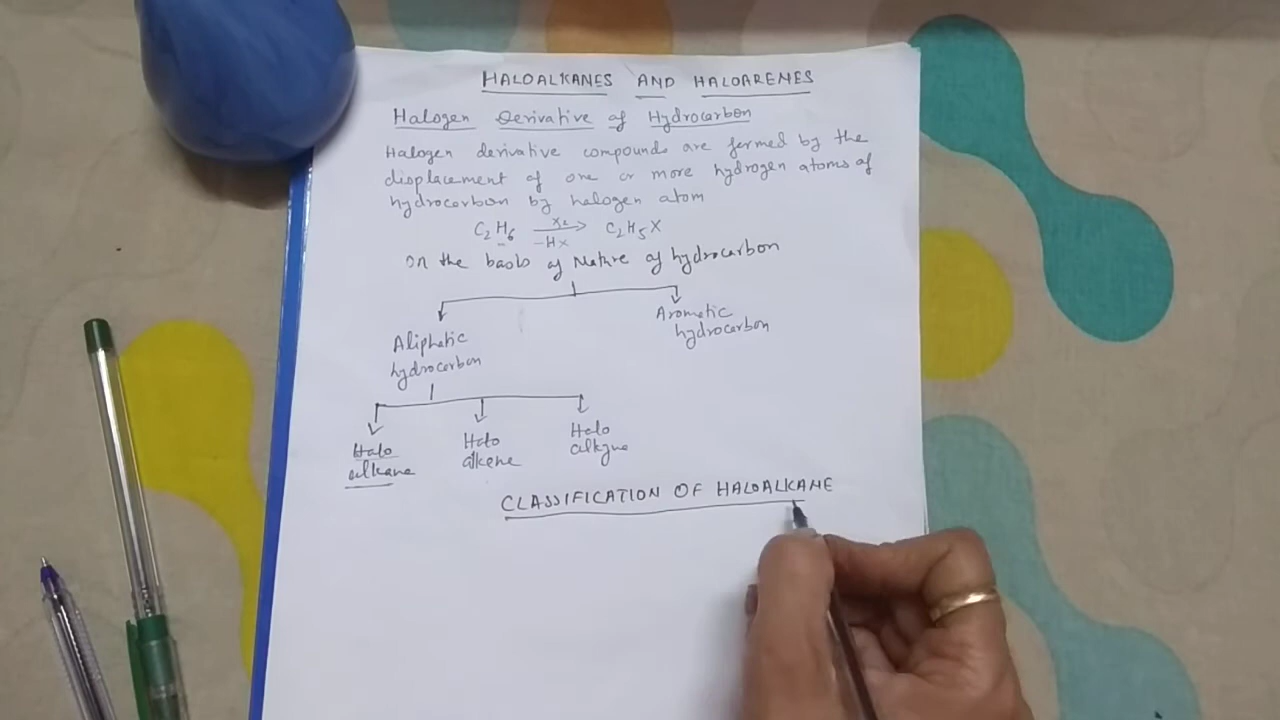 HALOALKANES AND HALOARENES
Halogen Derivative of Hydrocarbon
Halogen derivative compounds are formed by the
displacement of one or more hydrogen atoms of
hydrocarbon by halogen atom
C₂H₆ X₂ / -HX → C₂H₅X
on the basis of Nature of hydrocarbon
Aliphatic
hydrocarbon
Aromatic
hydrocarbon
Halo
alkane
Halo
alkene
Halo
alkyne
CLASSIFICATION OF HALOALKANE